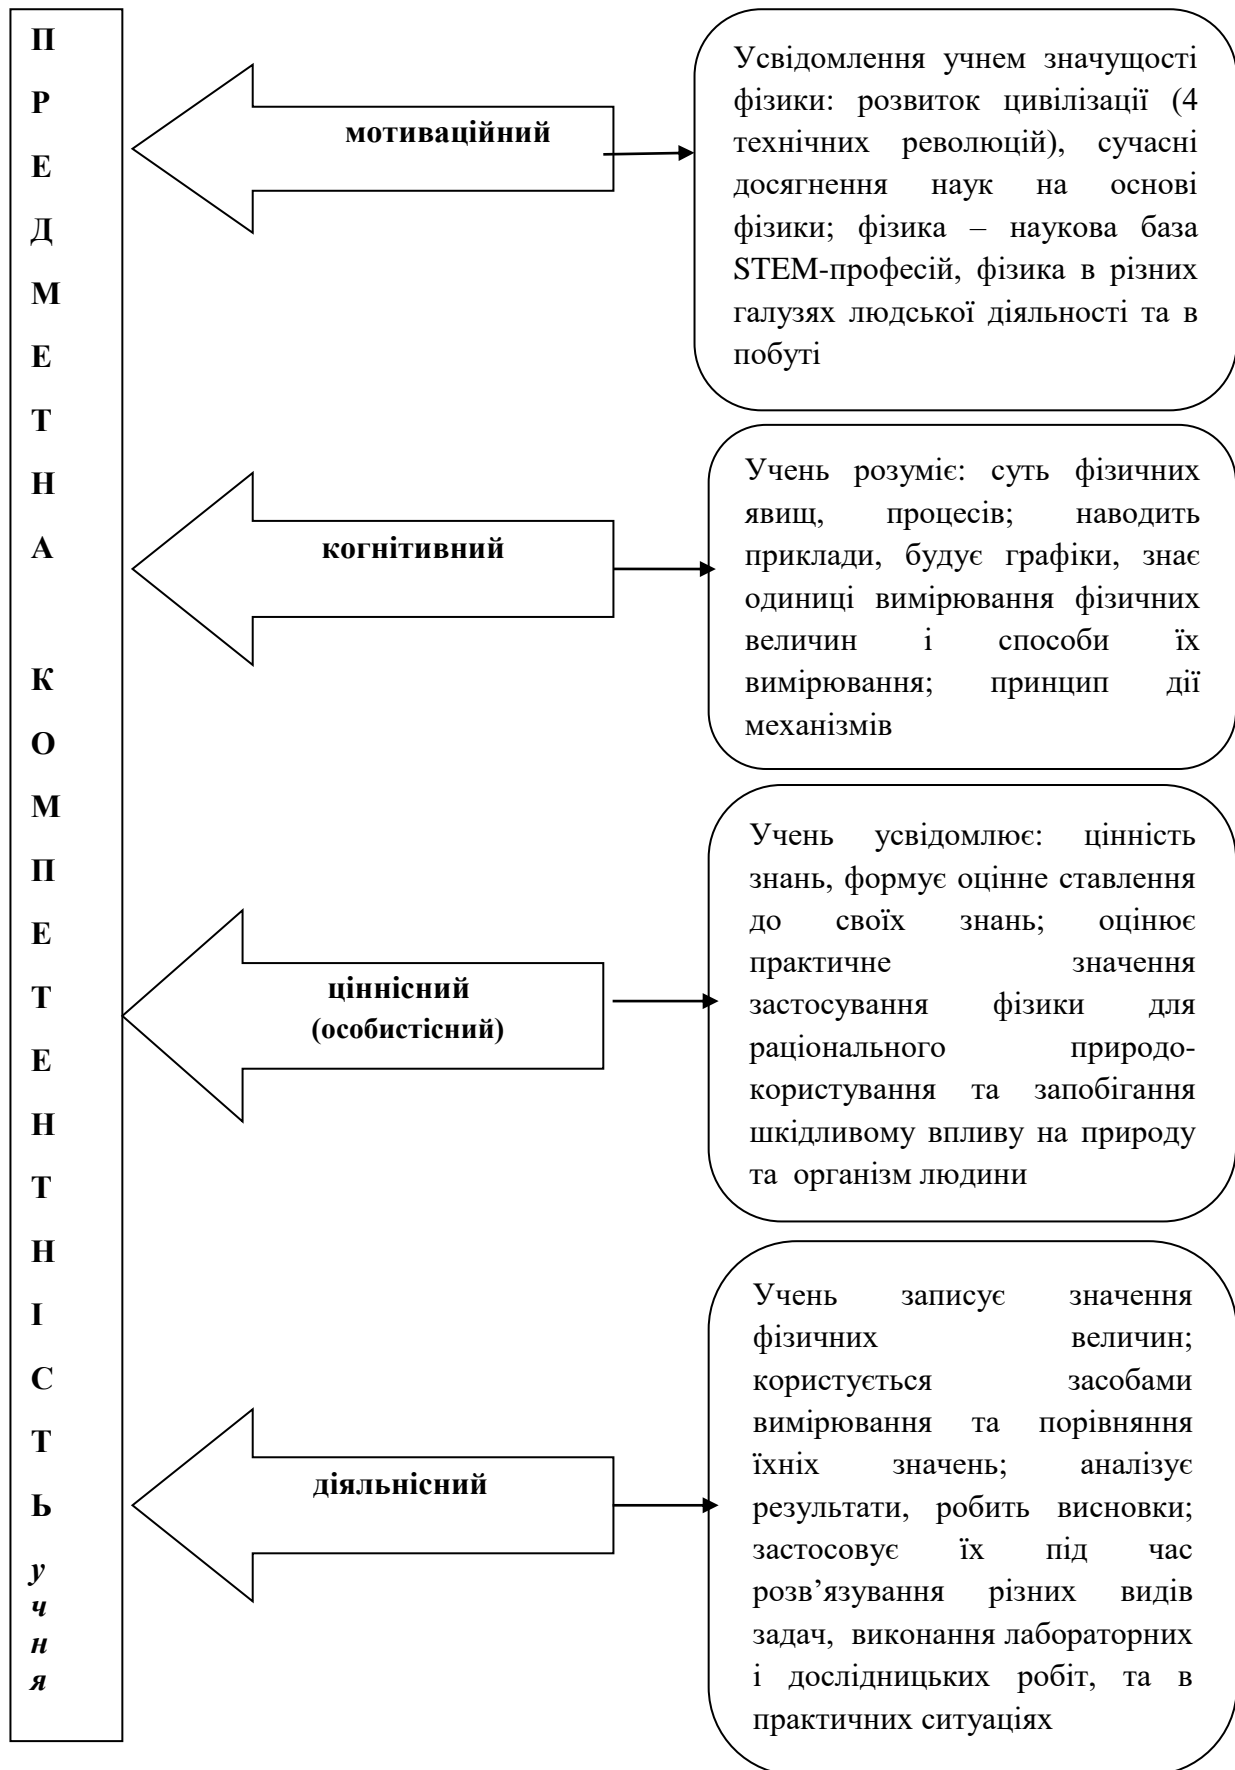 П
Р
Е
Д
М
Е
Т
Н
А
К
О
М
П
Е
Т
Е
Н
Т
Н
І
С
Т
Ь
у
ч
н
я
мотиваційний
Усвідомлення учнем значущості
фізики: розвиток цивілізації (4
технічних революцій), сучасні
досягнення наук на основі
фізики; фізика – наукова база
STEM-професій, фізика в різних
галузях людської діяльності та в
побуті
когнітивний
Учень розуміє: суть фізичних
явищ, процесів; наводить
приклади, будує графіки, знає
одиниці вимірювання фізичних
величин і способи їх
вимірювання; принцип дії
механізмів
ціннісний
(особистісний)
Учень усвідомлює: цінність
знань, формує оцінне ставлення
до своїх знань; оцінює
практичне значення
застосування фізики для
раціонального природо-
користування та запобігання
шкідливому впливу на природу
та організм людини
діяльнісний
Учень записує значення
фізичних величин;
користується засобами
вимірювання та порівняння
їхніх значень; аналізує
результати, робить висновки;
застосовує їх під час
розв’язування різних видів
задач, виконання лабораторних
і дослідницьких робіт, та в
практичних ситуаціях